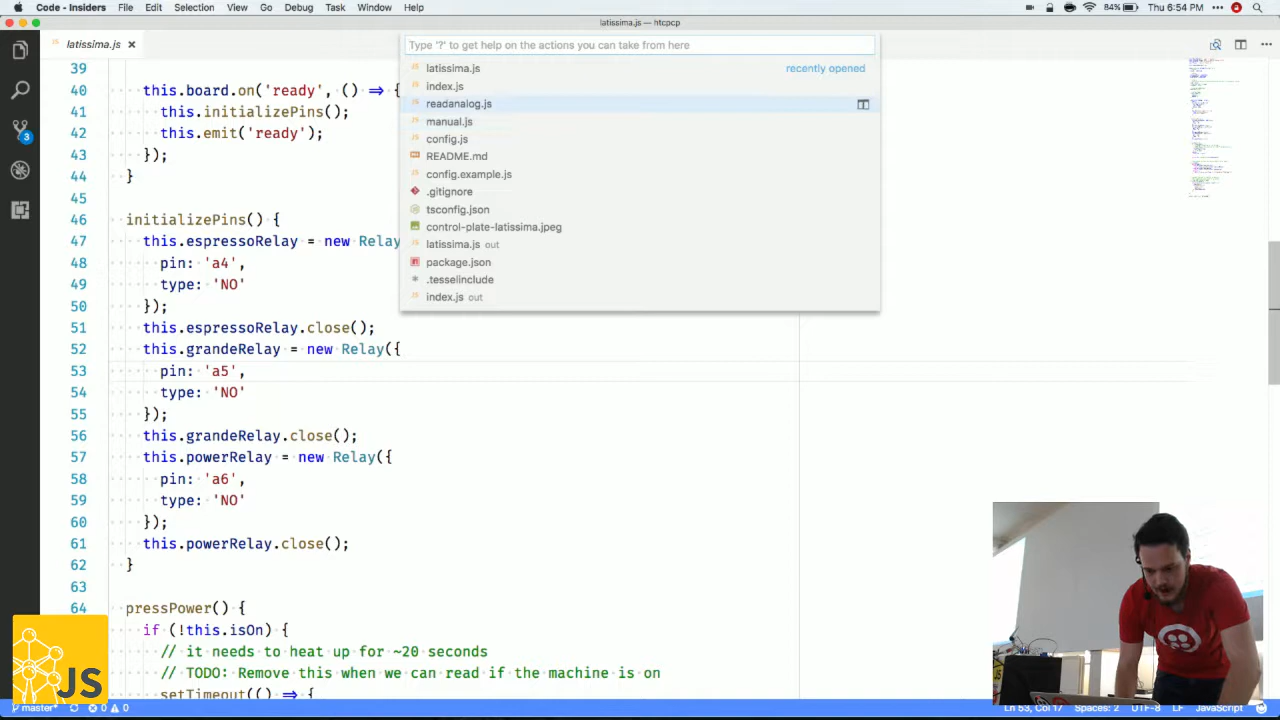 Code - Insiders File Edit Selection View Go Debug Tasks Window Help 84% Thu 6:54 PM
latissima.js — htcpcp
latissima.js
Type '?' to get help on the actions you can take from here
latissima.js recently opened
index.js
readanalog.js
manual.js
config.js
README.md
config.example.js
.gitignore
tsconfig.json
control-plate-latissima.jpeg
latissima.js out
package.json
.tesselinclude
index.js out
3
39
40 this.board.on('ready', () => {
41 this.initializePins();
42 this.emit('ready');
43 });
44 }
45
46 initializePins() {
47 this.espressoRelay = new Relay
48 pin: 'a4',
49 type: 'NO'
50 });
51 this.espressoRelay.close();
52 this.grandeRelay = new Relay({
53 pin: 'a5',
54 type: 'NO'
55 });
56 this.grandeRelay.close();
57 this.powerRelay = new Relay({
58 pin: 'a6',
59 type: 'NO'
60 });
61 this.powerRelay.close();
62 }
63
64 pressPower() {
if (!this.isOn) {
// it needs to heat up for ~20 seconds
// TODO: Remove this when we can read if the machine is on
setTimeout(() => {
JS
master* 0 0 Ln 53, Col 17 Spaces: 2 UTF-8 LF JavaScript